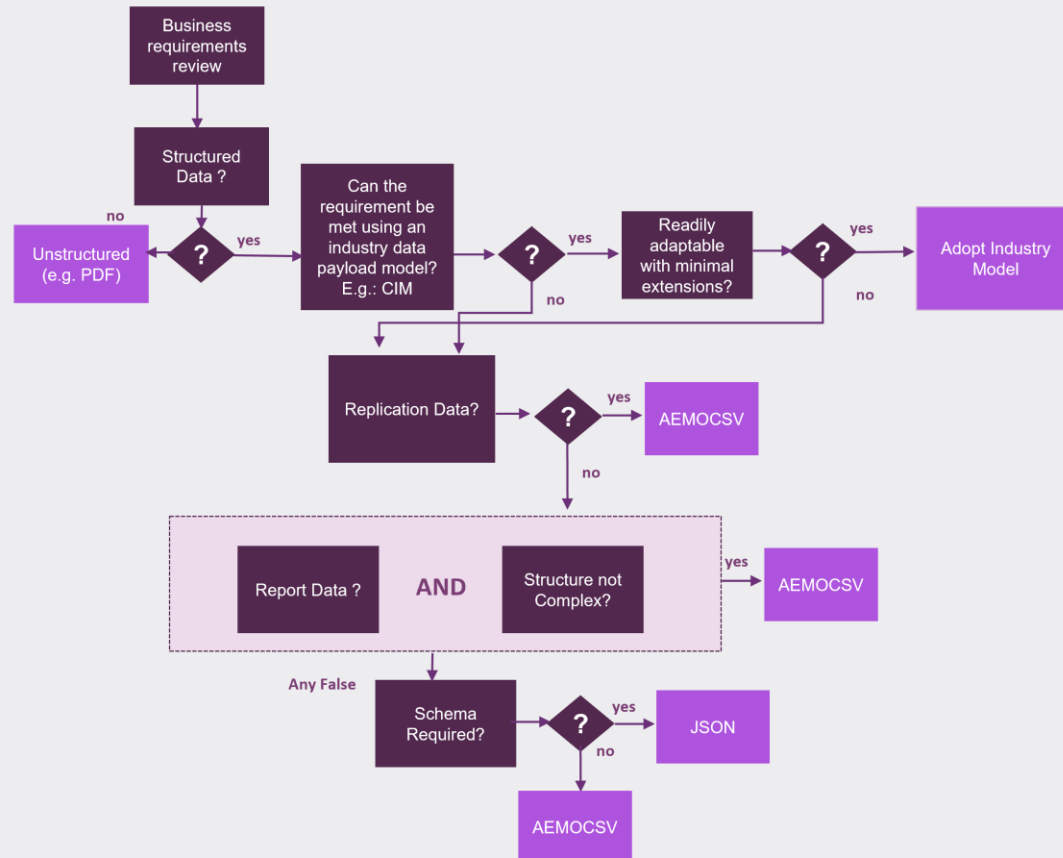 Business
requirements
review
Structured
Data ?
no
Unstructured
(e.g. PDF)
?
yes
Can the
requirement be
met using an
industry data
payload model?
E.g.: CIM
?
yes
no
Readily
adaptable
with minimal
extensions?
?
yes
no
Adopt Industry
Model
Replication Data?
?
yes
AEMOCSV
no
Report Data ?
AND
Structure not
Complex?
yes
AEMOCSV
Any False
Schema
Required?
?
yes
JSON
no
AEMOCSV